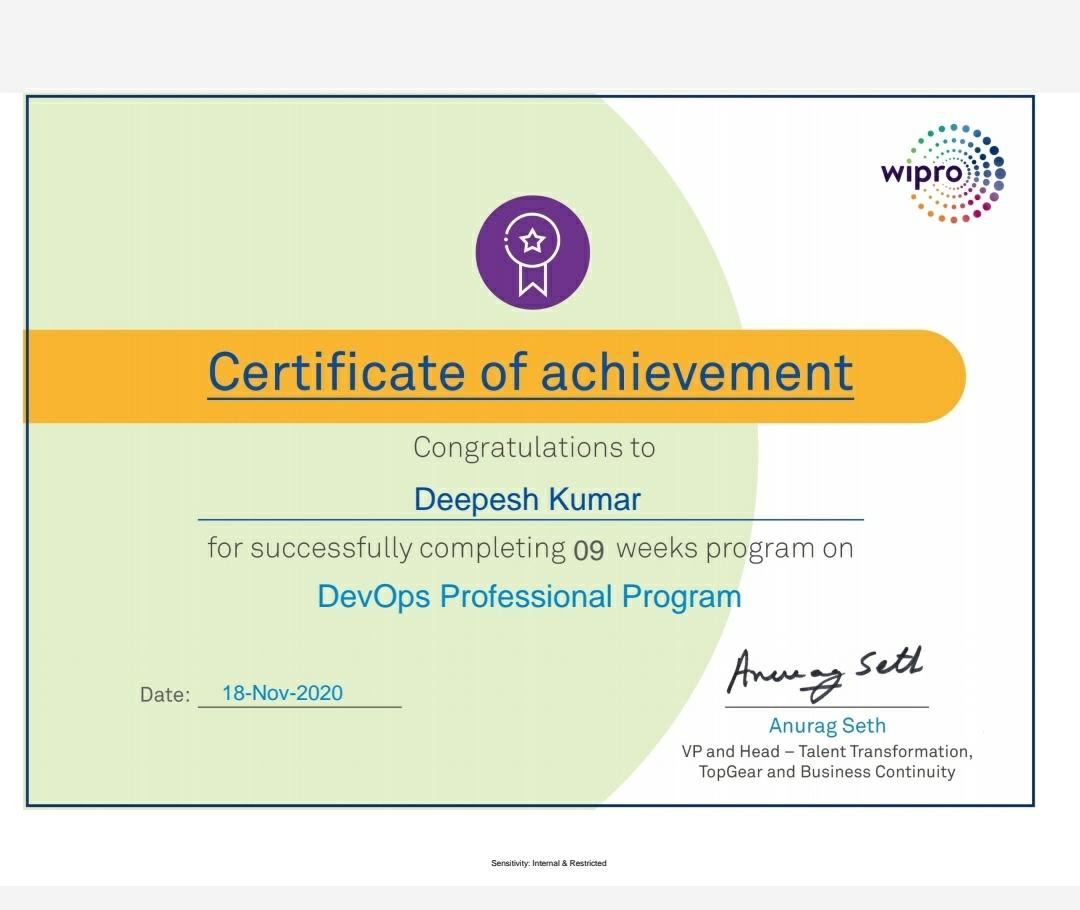 wipro
Certificate of achievement
Congratulations to
Deepesh Kumar
for successfully completing 09 weeks program on
DevOps Professional Program
Date: 18-Nov-2020
Anurag Seth
Anurag Seth
VP and Head – Talent Transformation,
TopGear and Business Continuity
Sensitivity: Internal & Restricted